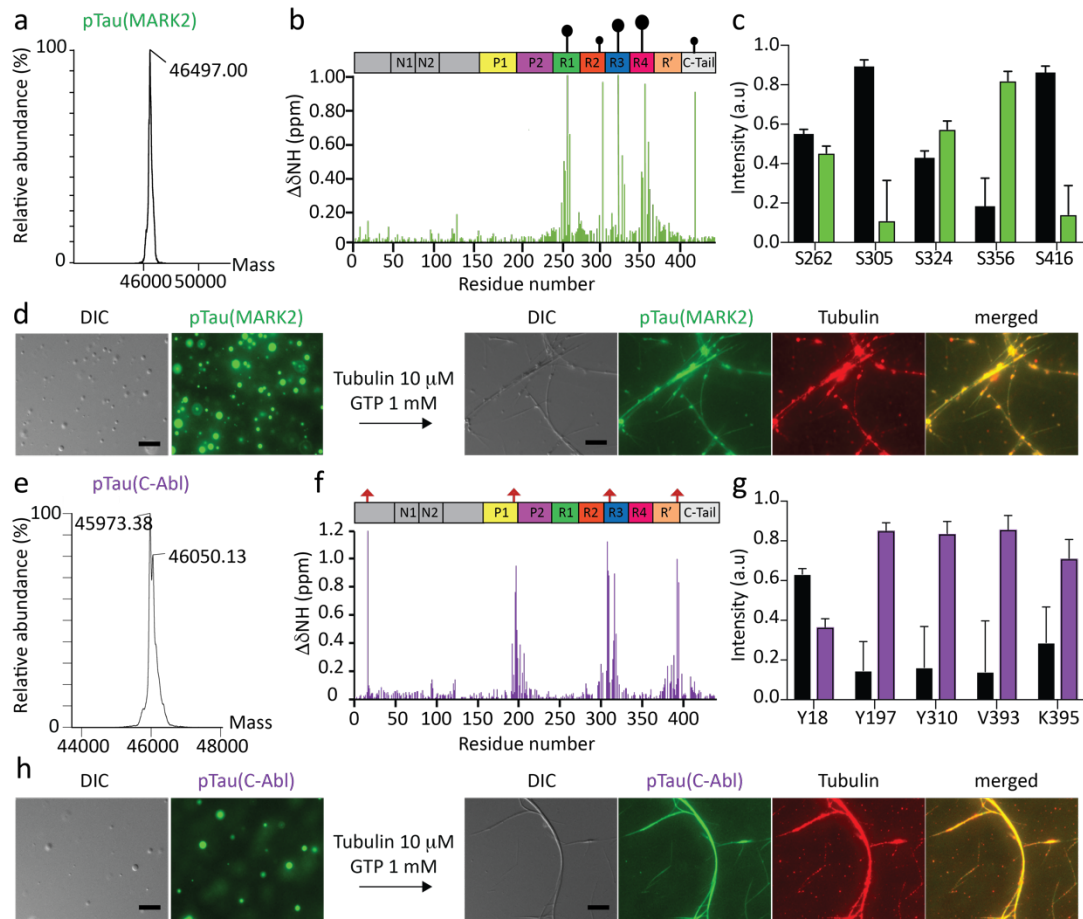 a
pTau(MARK2)
Relative abundance (%)
100
0
46497.00
46000 50000
Mass
b
N1 N2 P1 P2 R1 R2 R3 R4 R' C-Tail
ΔδNH (ppm)
1.00
0.80
0.60
0.40
0.20
0
0 50 100 150 200 250 300 350 400
Residue number
c
Intensity (a.u)
1.0
0.8
0.6
0.4
0.2
0.0
S262 S305 S324 S356 S416
d
DIC pTau(MARK2)
Tubulin 10 μM
GTP 1 mM
DIC pTau(MARK2) Tubulin merged
e
pTau(C-Abl)
Relative abundance (%)
100
0
45973.38
46050.13
Mass
44000 46000 48000
f
N1 N2 P1 P2 R1 R2 R3 R4 R' C-Tail
ΔδNH (ppm)
1.2
1.0
0.8
0.6
0.4
0.2
0
0 50 100 150 200 250 300 350 400
Residue number
g
Intensity (a.u)
1.0
0.8
0.6
0.4
0.2
0.0
Y18 Y197 Y310 V393 K395
h
DIC pTau(C-Abl)
Tubulin 10 μM
GTP 1 mM
DIC pTau(C-Abl) Tubulin merged